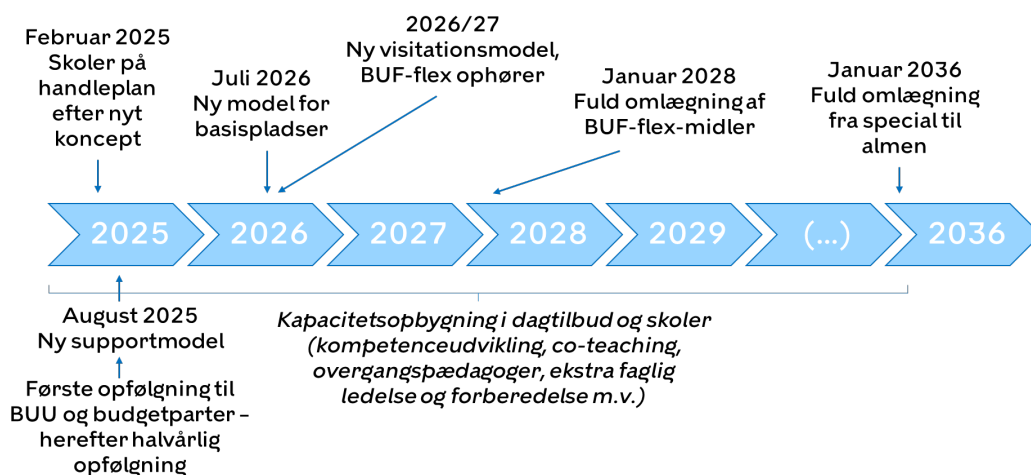 Februar 2025
Skoler på
handleplan
efter nyt
koncept
Juli 2026
Ny model for
basispladser
2026/27
Ny visitationsmodel,
BUF-flex ophører
Januar 2028
Fuld omlægning af
BUF-flex-midler
Januar 2036
Fuld omlægning
fra special til
almen
2025
2026
2027
2028
2029
(...)
2036
August 2025
Ny supportmodel
Første opfølgning til
BUU og budgetparter –
herefter halvårlig
opfølgning
Kapacitetsopbygning i dagtilbud og skoler
(kompetenceudvikling, co-teaching,
overgangspædagoger, ekstra faglig
ledelse og forberedelse m.v.)